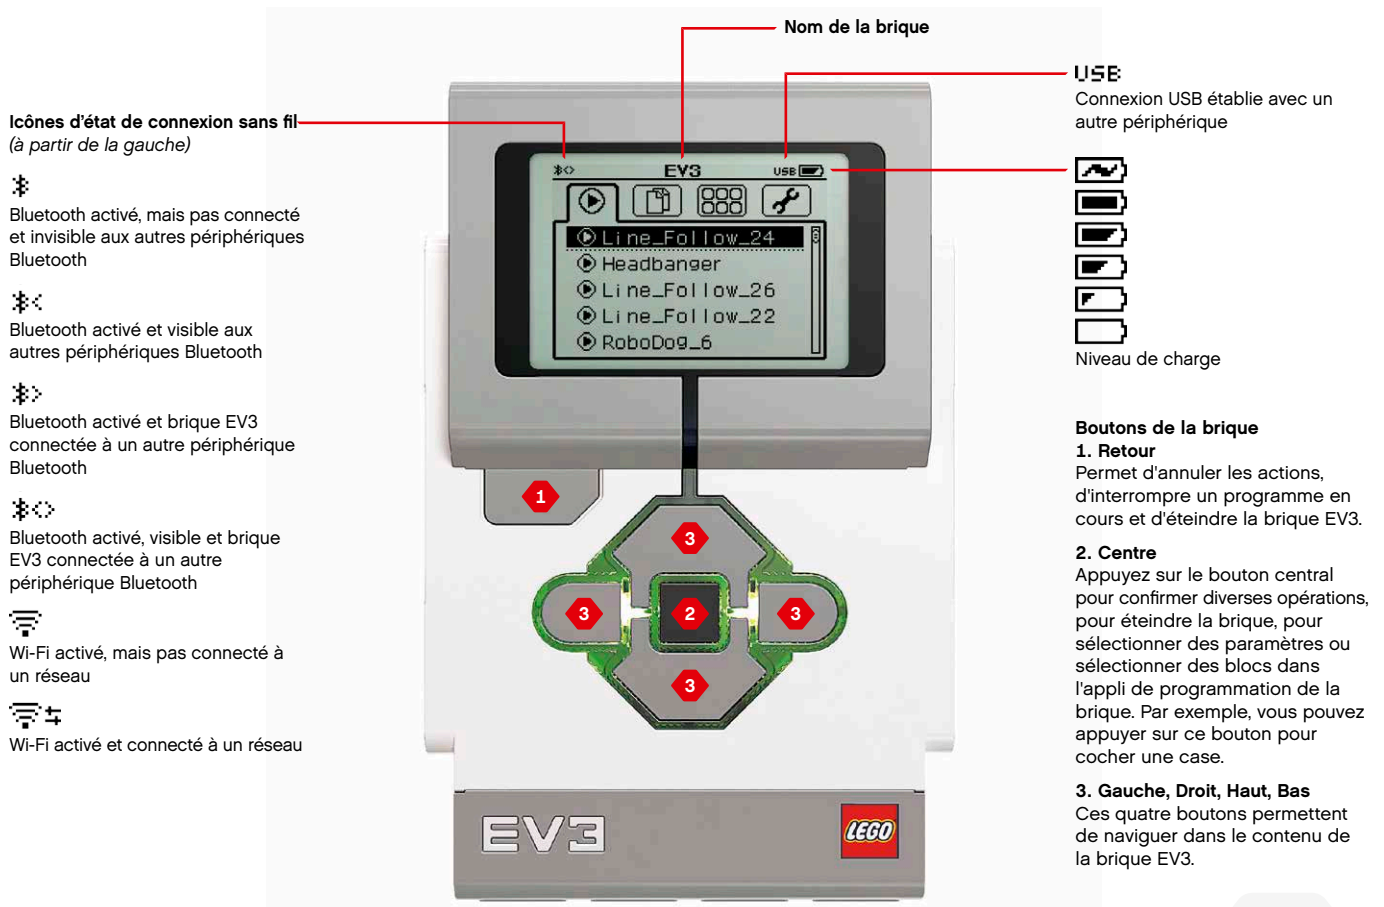 Nom de la brique
Icônes d'état de connexion sans fil
(à partir de la gauche)
Bluetooth activé, mais pas connecté
et invisible aux autres périphériques
Bluetooth
Bluetooth activé et visible aux
autres périphériques Bluetooth
Bluetooth activé et brique EV3
connectée à un autre périphérique
Bluetooth
Bluetooth activé, visible et brique
EV3 connectée à un autre
périphérique Bluetooth
Wi-Fi activé, mais pas connecté à
un réseau
Wi-Fi activé et connecté à un réseau
EV3 USB
Line_Follow_24
Headbanger
Line_Follow_26
Line_Follow_22
RoboDog_6
1
3
3
2
3
3
EV3
LEGO
USB
Connexion USB établie avec un
autre périphérique
Niveau de charge
Boutons de la brique
1. Retour
Permet d'annuler les actions,
d'interrompre un programme en
cours et d'éteindre la brique EV3.
2. Centre
Appuyez sur le bouton central
pour confirmer diverses opérations,
pour éteindre la brique, pour
sélectionner des paramètres ou
sélectionner des blocs dans
l'appli de programmation de la
brique. Par exemple, vous pouvez
appuyer sur ce bouton pour
cocher une case.
3. Gauche, Droit, Haut, Bas
Ces quatre boutons permettent
de naviguer dans le contenu de
la brique EV3.